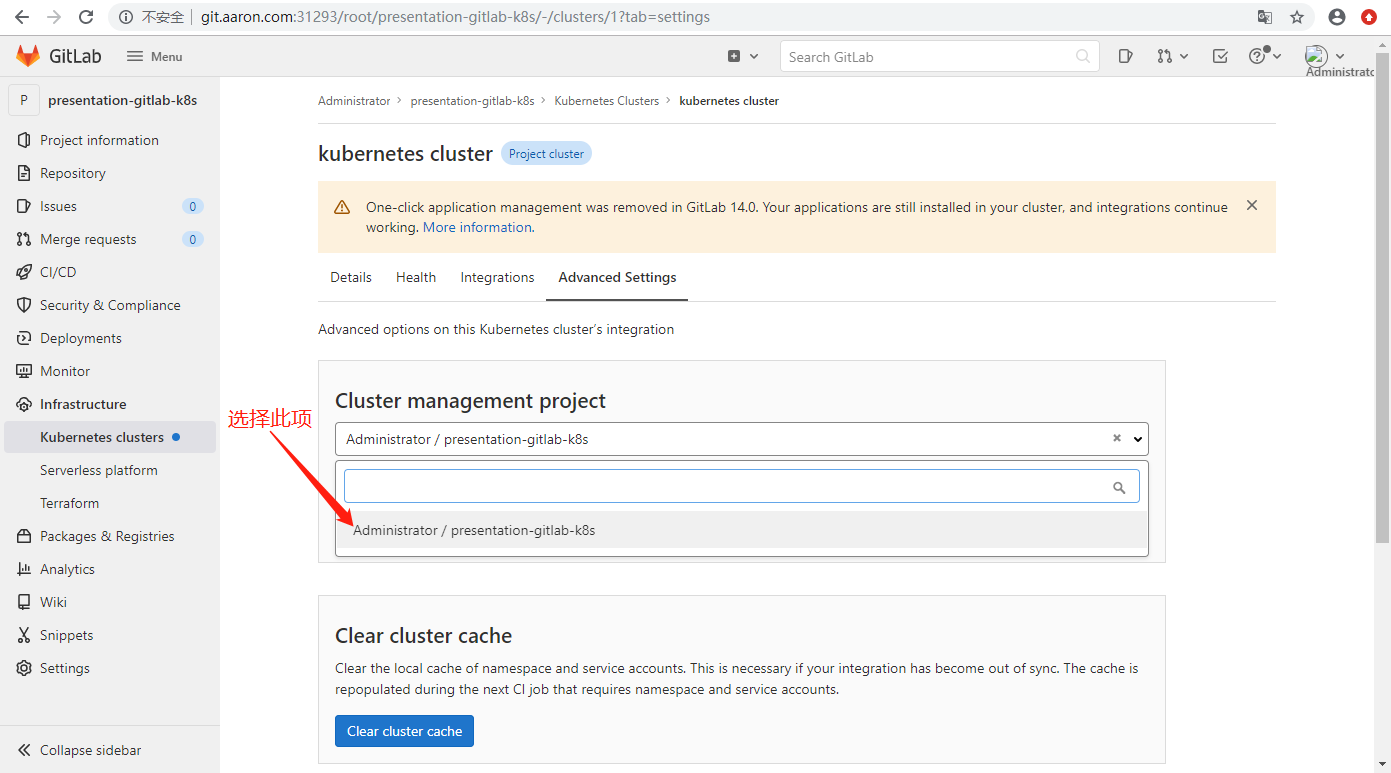 不安全 git.aaron.com:31293/root/presentation-gitlab-k8s/-/clusters/1?tab=settings
GitLab Menu Search GitLab Administrato
P presentation-gitlab-k8s
Project information
Repository
Issues 0
Merge requests 0
CI/CD
Security & Compliance
Deployments
Monitor
Infrastructure
Kubernetes clusters
Serverless platform
Terraform
Packages & Registries
Analytics
Wiki
Snippets
Settings
Collapse sidebar
Administrator > presentation-gitlab-k8s > Kubernetes Clusters > kubernetes cluster
kubernetes cluster Project cluster
One-click application management was removed in GitLab 14.0. Your applications are still installed in your cluster, and integrations continue
working. More information.
Details Health Integrations Advanced Settings
Advanced options on this Kubernetes cluster's integration
选择此项
Cluster management project
Administrator / presentation-gitlab-k8s
Administrator / presentation-gitlab-k8s
Clear cluster cache
Clear the local cache of namespace and service accounts. This is necessary if your integration has become out of sync. The cache is
repopulated during the next CI job that requires namespace and service accounts.
Clear cluster cache